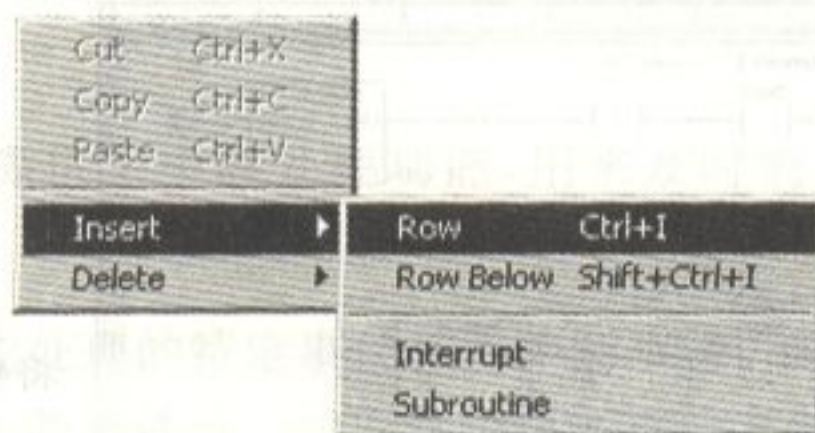 Cut Ctrl+X
Copy Ctrl+C
Paste Ctrl+V
Insert
Delete
Row Ctrl+I
Row Below Shift+Ctrl+I
Interrupt
Subroutine